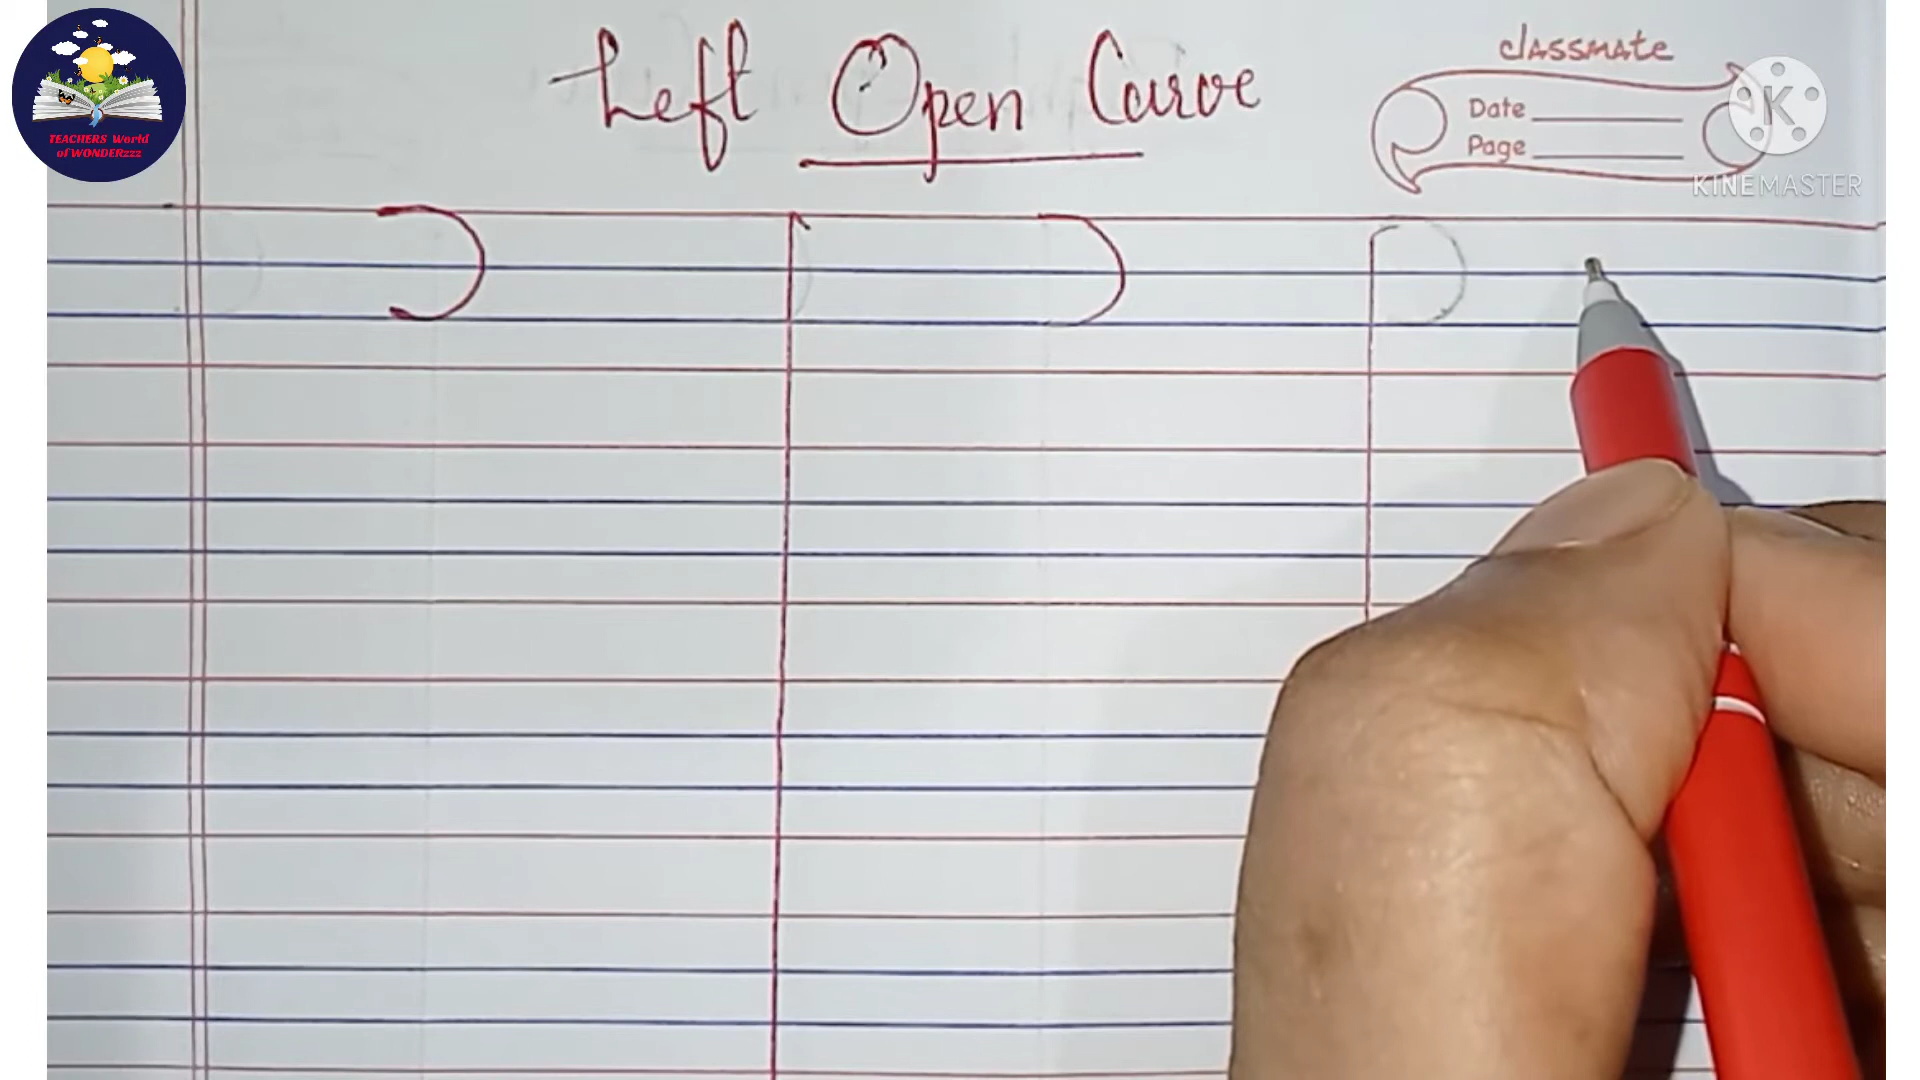 Left Open Curve
classmate
Date
Page
KINEMASTER
K
TEACHERS World
of WONDERzzz